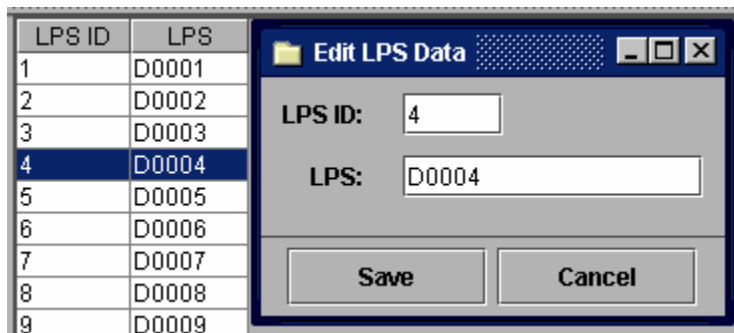 LPS ID LPS
1 D0001
2 D0002
3 D0003
4 D0004
5 D0005
6 D0006
7 D0007
8 D0008
9 D0009
Edit LPS Data
LPS ID: 4
LPS: D0004
Save Cancel